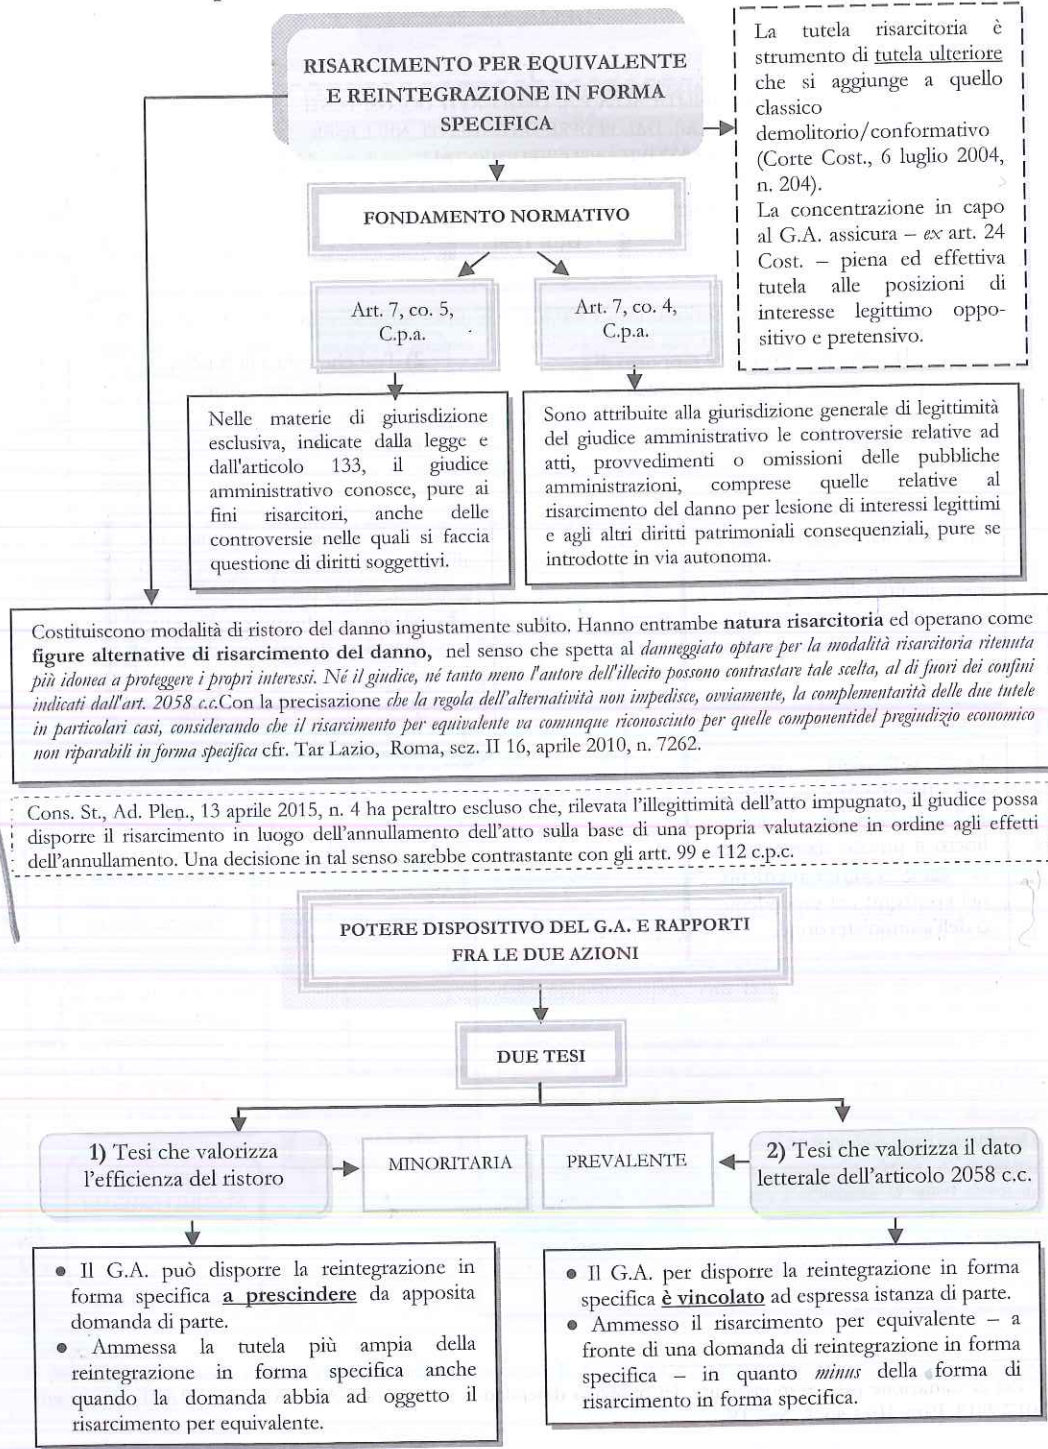 RISARCIMENTO PER EQUIVALENTE
E REINTEGRAZIONE IN FORMA
SPECIFICA
La tutela risarcitoria è
strumento di tutela ulteriore
che si aggiunge a quello
classico
demolitorio/conformativo
(Corte Cost., 6 luglio 2004,
n. 204).
La concentrazione in capo
al G.A. assicura – ex art. 24
Cost. – piena ed effettiva
tutela alle posizioni di
interesse legittimo oppo-
sitivo e pretensivo.
FONDAMENTO NORMATIVO
Art. 7, co. 5,
C.p.a.
Art. 7, co. 4,
C.p.a.
Nelle materie di giurisdizione
esclusiva, indicate dalla legge e
dall'articolo 133, il giudice
amministrativo conosce, pure ai
fini risarcitori, anche delle
controversie nelle quali si faccia
questione di diritti soggettivi.
Sono attribuite alla giurisdizione generale di legittimità
del giudice amministrativo le controversie relative ad
atti, provvedimenti o omissioni delle pubbliche
amministrazioni, comprese quelle relative al
risarcimento del danno per lesione di interessi legittimi
e agli altri diritti patrimoniali consequenziali, pure se
introdotte in via autonoma.
Costituiscono modalità di ristoro del danno ingiustamente subito. Hanno entrambe natura risarcitoria ed operano come
figure alternative di risarcimento del danno, nel senso che spetta al danneggiato optare per la modalità risarcitoria ritenuta
più idonea a proteggere i propri interessi. Né il giudice, né tanto meno l'autore dell'illecito possono contrastare tale scelta, al di fuori dei confini
indicati dall'art. 2058 c.c.Con la precisazione che la regola dell'alternatività non impedisce, ovviamente, la complementarità delle due tutele
in particolari casi, considerando che il risarcimento per equivalente va comunque riconosciuto per quelle componentidel pregiudizio economico
non riparabili in forma specifica cfr. Tar Lazio, Roma, sez. II 16, aprile 2010, n. 7262.
Cons. St., Ad. Plen., 13 aprile 2015, n. 4 ha peraltro escluso che, rilevata l'illegittimità dell'atto impugnato, il giudice possa
disporre il risarcimento in luogo dell'annullamento dell'atto sulla base di una propria valutazione in ordine agli effetti
dell'annullamento. Una decisione in tal senso sarebbe contrastante con gli artt. 99 e 112 c.p.c.
POTERE DISPOSITIVO DEL G.A. E RAPPORTI
FRA LE DUE AZIONI
DUE TESI
1) Tesi che valorizza
l'efficienza del ristoro
MINORITARIA
PREVALENTE
2) Tesi che valorizza il dato
letterale dell'articolo 2058 c.c.
● Il G.A. può disporre la reintegrazione in
forma specifica a prescindere da apposita
domanda di parte.
● Ammessa la tutela più ampia della
reintegrazione in forma specifica anche
quando la domanda abbia ad oggetto il
risarcimento per equivalente.
● Il G.A. per disporre la reintegrazione in forma
specifica è vincolato ad espressa istanza di parte.
● Ammesso il risarcimento per equivalente – a
fronte di una domanda di reintegrazione in forma
specifica – in quanto minus della forma di
risarcimento in forma specifica.